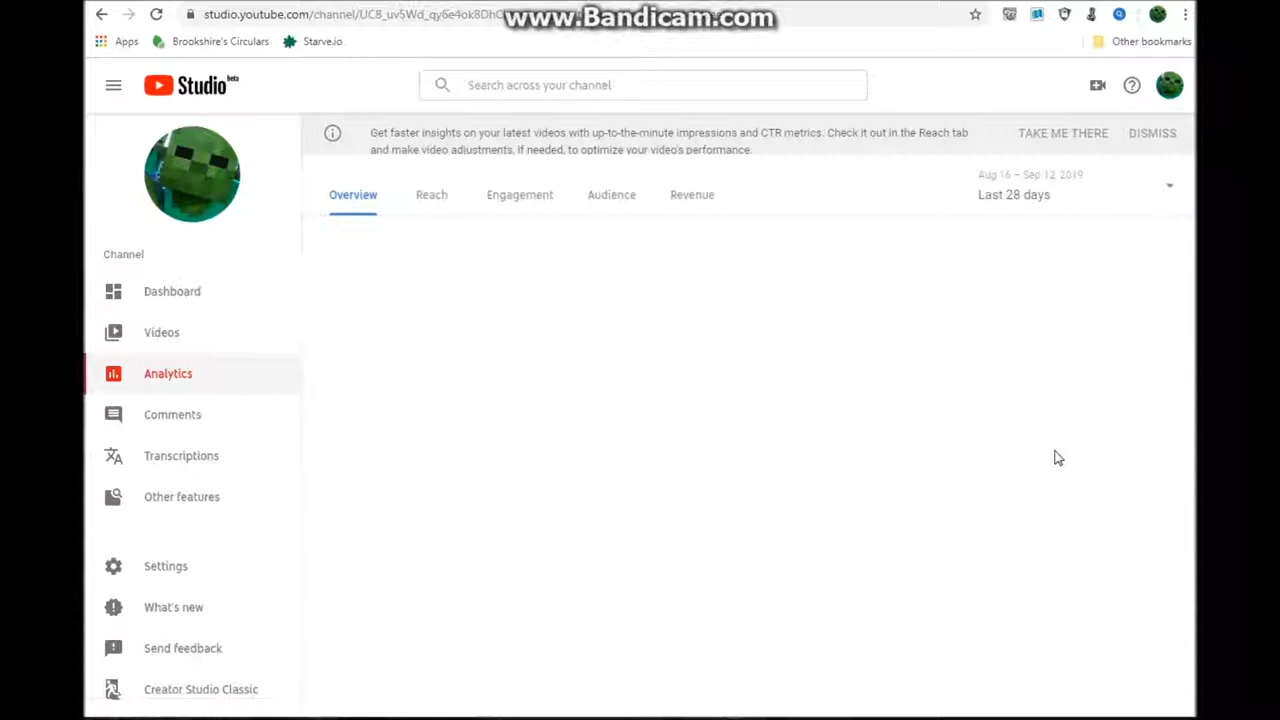 www.Bandicam.com
studio.youtube.com/channel/UC8_uv5Wd_qy6e4ok8Dh
Apps
Brookshire's Circulars
Starve.io
Other bookmarks
Studio beta
Search across your channel
Get faster insights on your latest videos with up-to-the-minute impressions and CTR metrics. Check it out in the Reach tab
and make video adjustments, if needed, to optimize your video's performance.
TAKE ME THERE
DISMISS
Overview
Reach
Engagement
Audience
Revenue
Aug 16 – Sep 12, 2019
Last 28 days
Channel
Dashboard
Videos
Analytics
Comments
Transcriptions
Other features
Settings
What's new
Send feedback
Creator Studio Classic